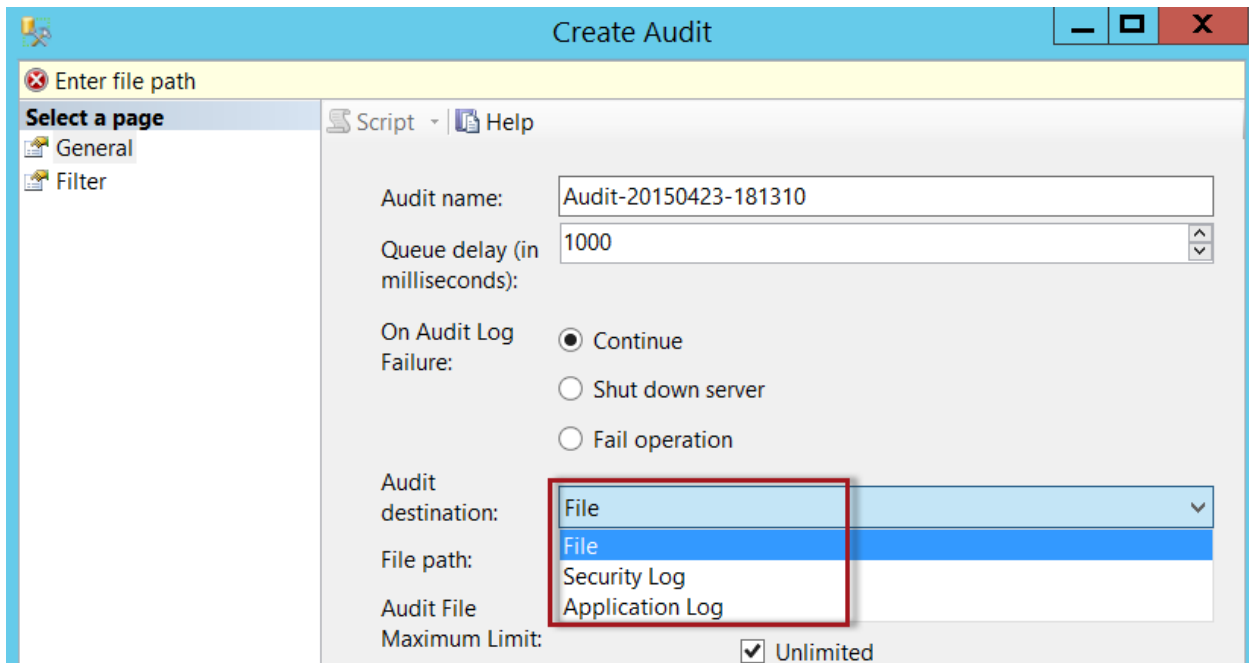 Create Audit
Enter file path
Select a page
General
Filter
Script
Help
Audit name:
Audit-20150423-181310
Queue delay (in
milliseconds):
1000
On Audit Log
Failure:
Continue
Shut down server
Fail operation
Audit
destination:
File
File
Security Log
Application Log
File path:
Audit File
Maximum Limit:
Unlimited